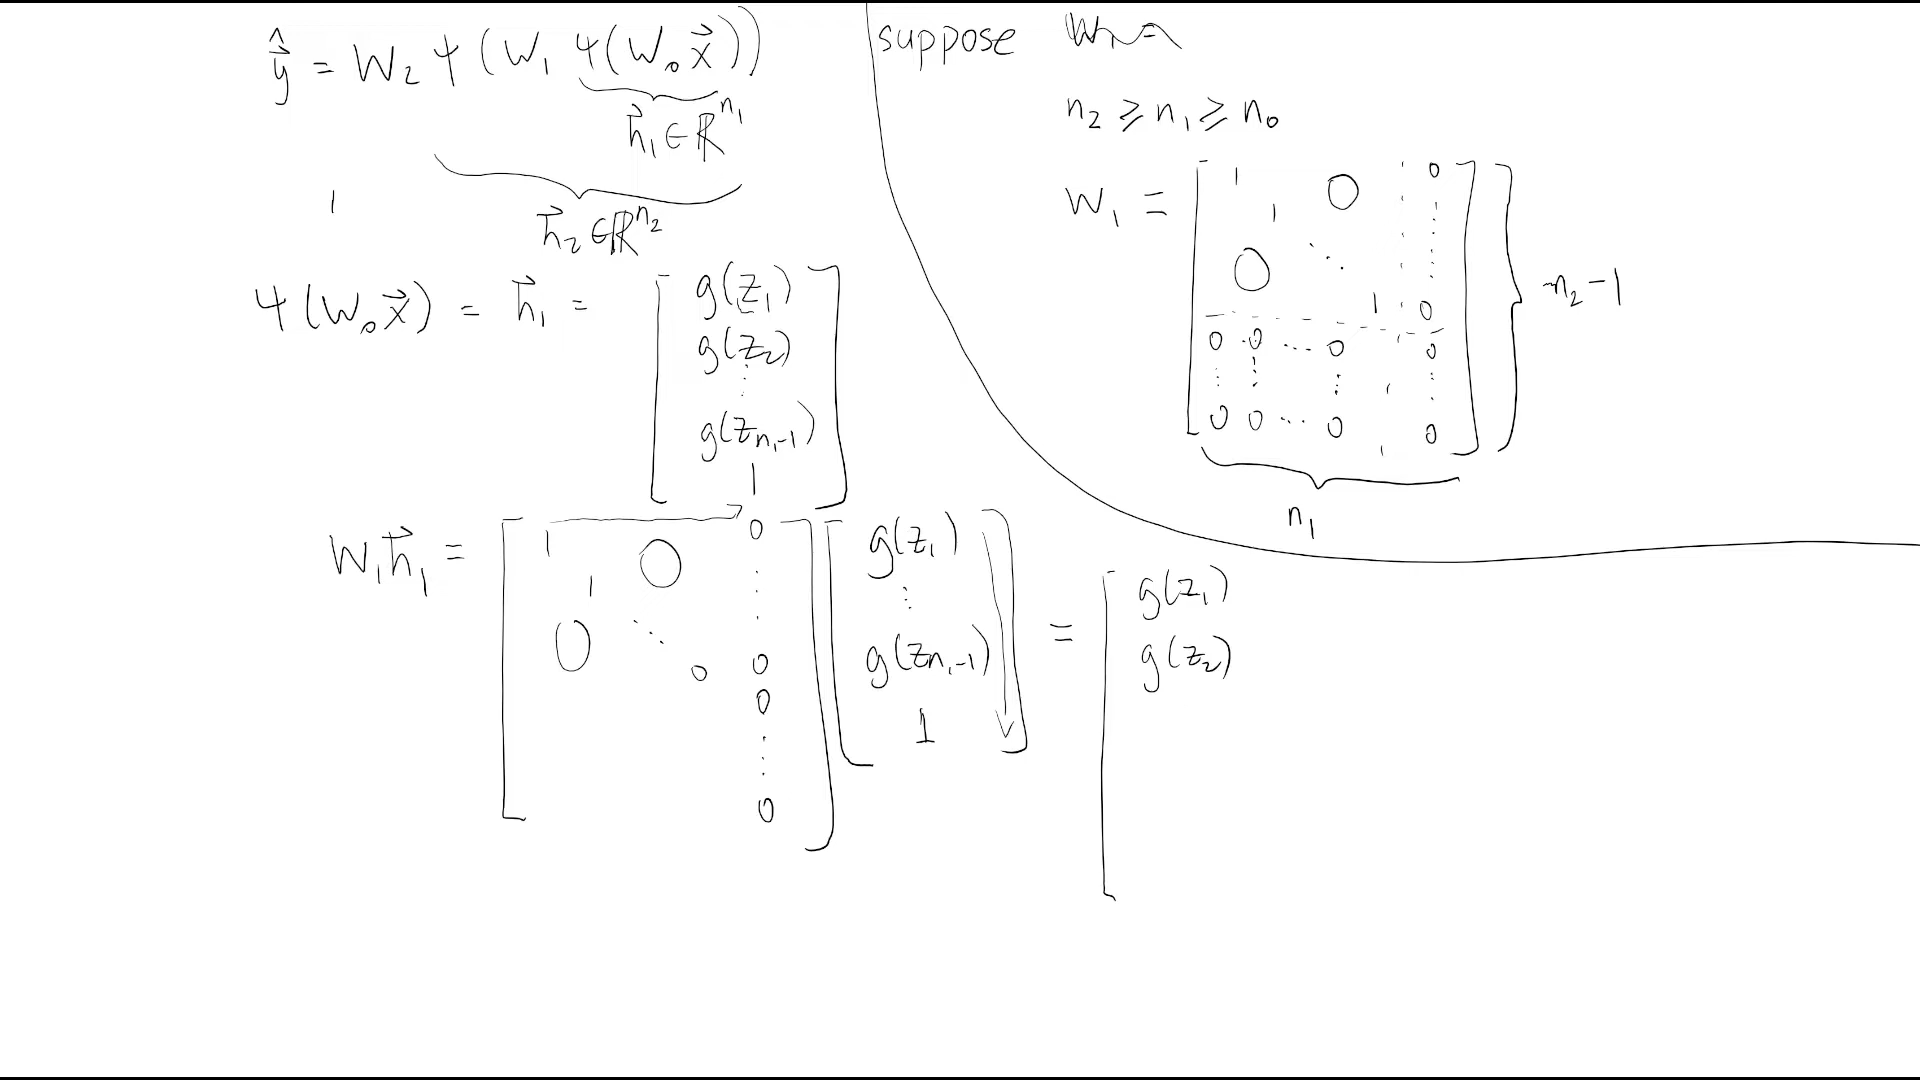 ŷ⃗ = W₂ ψ (W₁ ψ(W₀ x⃗))
h⃗₁ ∈ ℝ^n₁
1
h⃗₂ ∈ ℝ^n₂
ψ(W₀ x⃗) = h⃗₁ = [ g(z₁)
g(z₂)
⋮
g(z_{n₁-1})
1 ]
suppose
n₂ ⩾ n₁ ⩾ n₀
W₁ = [ 1 0 0
1 ⋮
0 ⋱ ⋮
1 0
0 0 ... 0 0
⋮ ⋮ ⋮ ⋮
0 0 ... 0 0 ] } n₂-1
n₁
W₁h⃗₁ = [ 1 0 0
1 ⋮
0 ⋱ 0 0
0
⋮
0 ] [ g(z₁)
⋮
g(z_{n₁-1})
1 ] = [ g(z₁)
g(z₂)